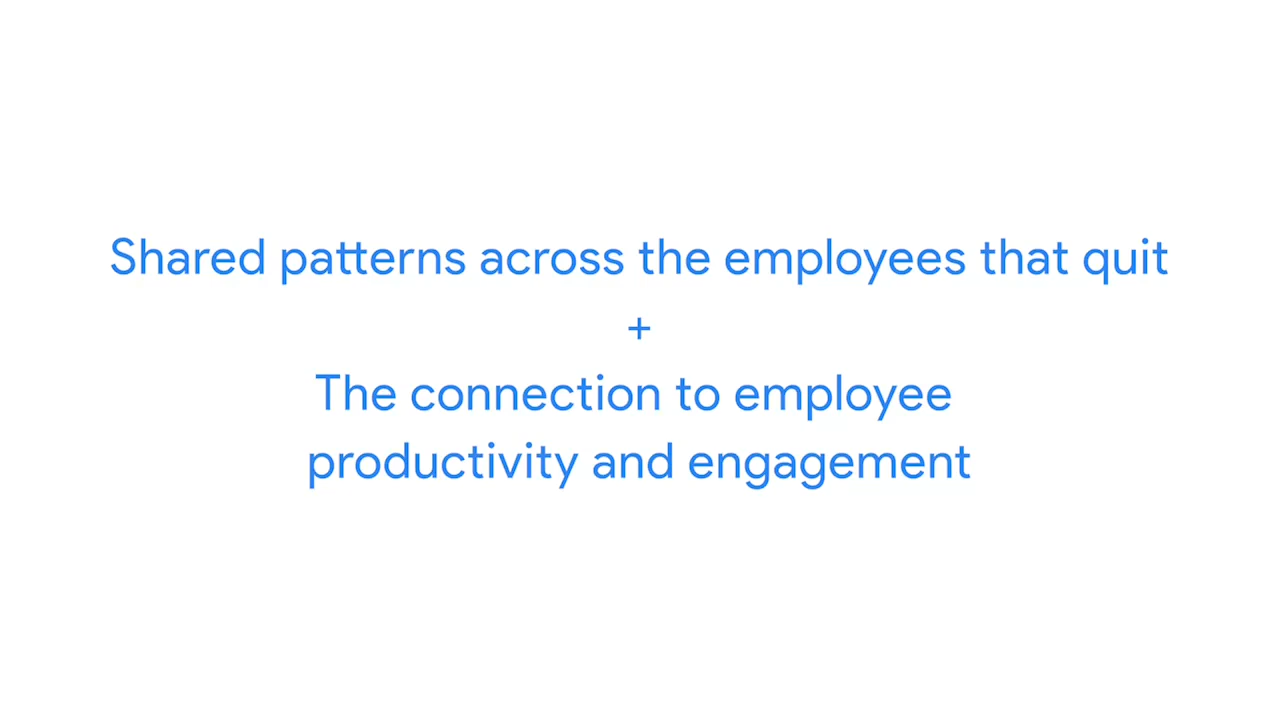 Shared patterns across the employees that quit
+
The connection to employee
productivity and engagement